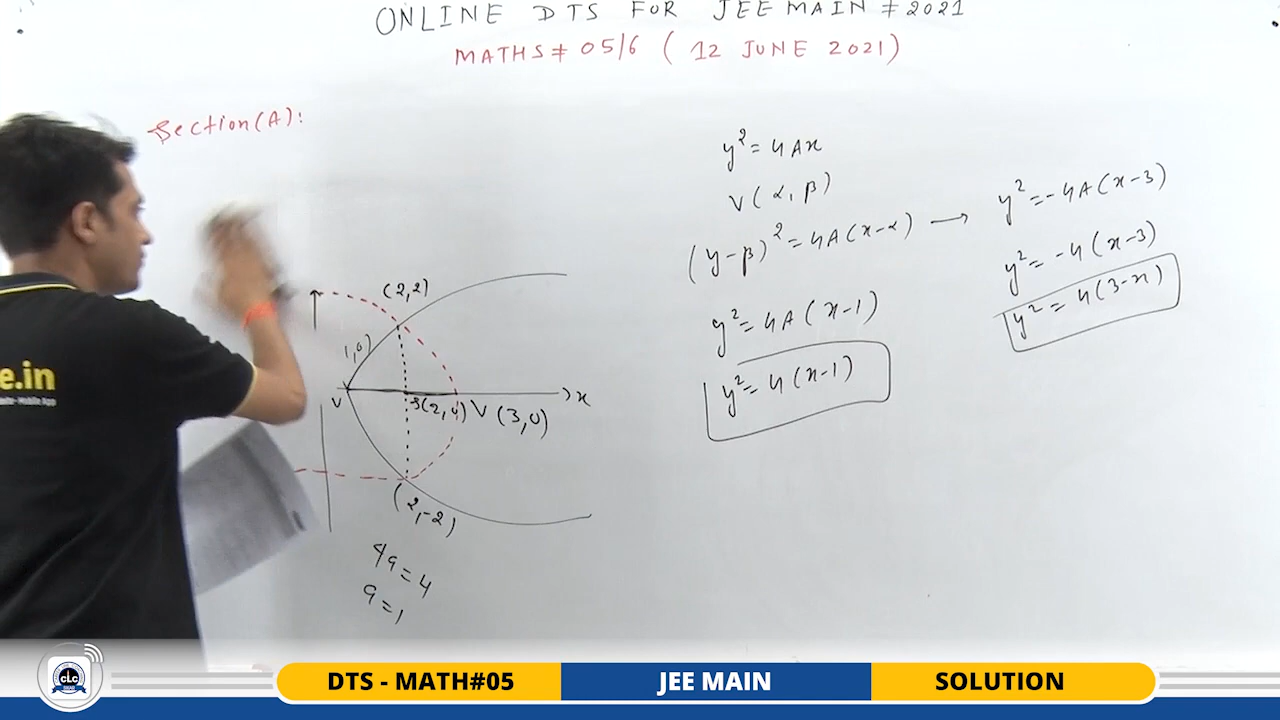 ONLINE DTS FOR JEE MAIN # 2021
MATHS # 05/6 ( 12 JUNE 2021 )
Section (A):
(2,2)
1,0)
V
S(2,0)
V (3,0)
x
(2,-2)
4a = 4
a = 1
y² = 4Ax
V(α, β)
(y-β)² = 4A(x-α) →
y² = 4A(x-1)
y² = 4(x-1)
y² = -4A(x-3)
y² = -4(x-3)
y² = 4(3-x)
e.in
CLC
DTS - MATH#05
JEE MAIN
SOLUTION